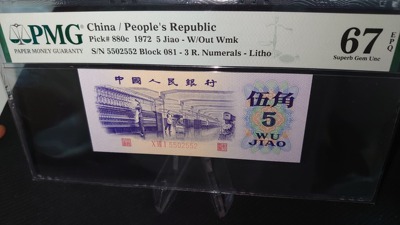 PMG
PAPER MONEY GUARANTY
China / People's Republic
Pick# 880c 1972 5 Jiao - W/Out Wmk
S/N 5502552 Block 081 - 3 R. Numerals - Litho
67
EPQ
Superb Gem Unc
中國人民銀行
伍角
5
WU
JIAO
5502552